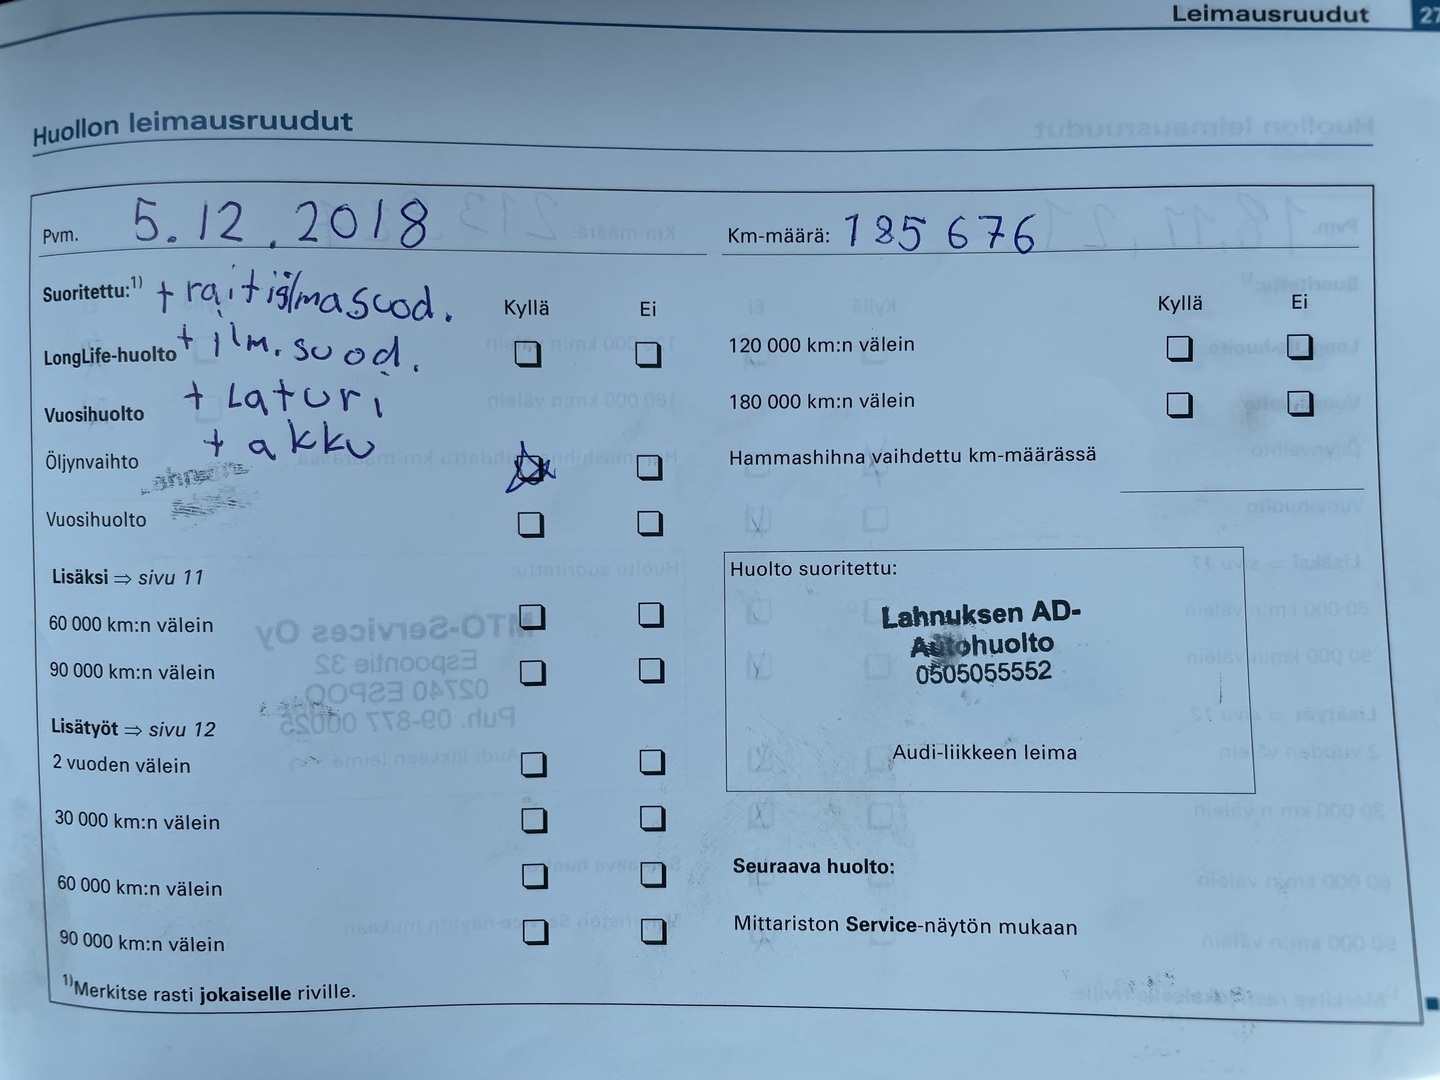 Leimausruudut 27
Huollon leimausruudut
Pvm. 5.12.2018
Km-määrä: 185 676
Suoritettu:1) + raitisilmasuod.
Kyllä Ei
Kyllä Ei
LongLife-huolto + ilm.suod.
120 000 km:n välein
Vuosihuolto + Laturi
180 000 km:n välein
+ akku
Öljynvaihto
Hammashihna vaihdettu km-määrässä
Vuosihuolto
Lisäksi ⇒ sivu 11
60 000 km:n välein
90 000 km:n välein
Lisätyöt ⇒ sivu 12
2 vuoden välein
30 000 km:n välein
60 000 km:n välein
90 000 km:n välein
1)Merkitse rasti jokaiselle riville.
Huolto suoritettu:
Lahnuksen AD-
Autohuolto
0505055552
Audi-liikkeen leima
Seuraava huolto:
Mittariston Service-näytön mukaan